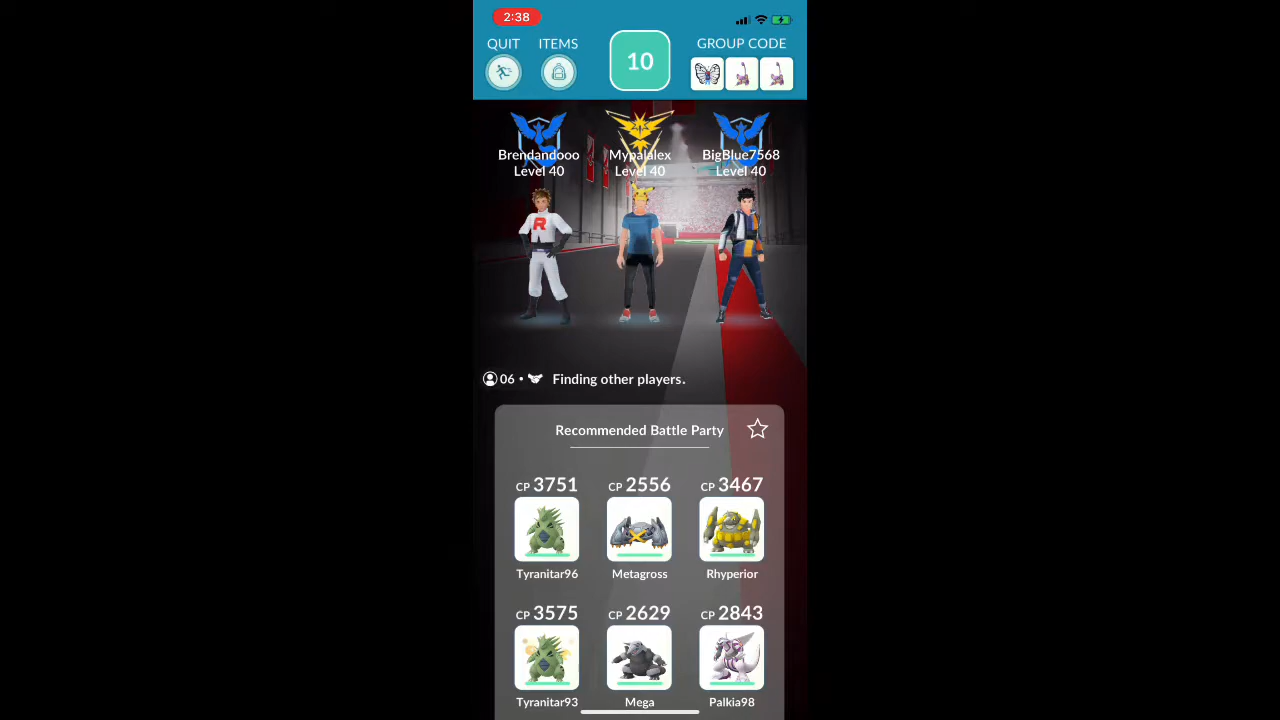 2:38
QUIT ITEMS 10 GROUP CODE
Brendandooo Mypalalex BigBlue7568
Level 40 Level 40 Level 40
R
06 • Finding other players.
Recommended Battle Party
CP 3751 CP 2556 CP 3467
Tyranitar96 Metagross Rhyperior
CP 3575 CP 2629 CP 2843
Tyranitar93 Mega Palkia98